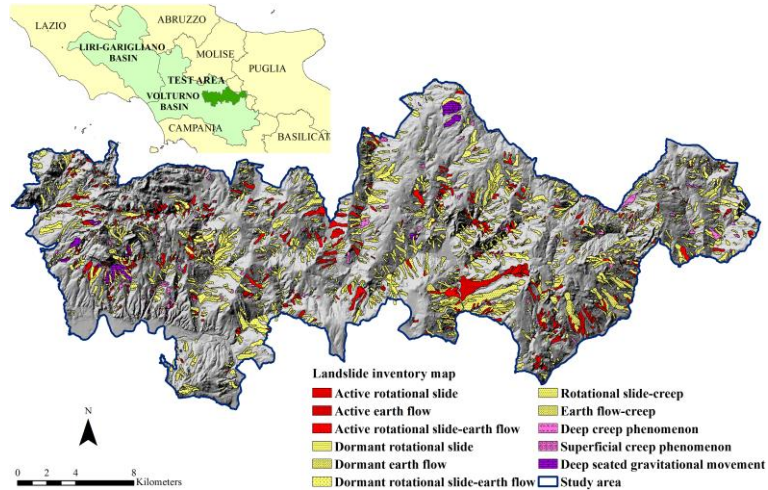 LAZIO
ABRUZZO
LIRI-GARIGLIANO
BASIN
MOLISE
PUGLIA
TEST AREA
VOLTURNO
BASIN
CAMPANIA
BASILICAT
Landslide inventory map
Active rotational slide
Active earth flow
Active rotational slide-earth flow
Dormant rotational slide
Dormant earth flow
Dormant rotational slide-earth flow
Rotational slide-creep
Earth flow-creep
Deep creep phenomenon
Superficial creep phenomenon
Deep seated gravitational movement
Study area
N
0 2 4 8
Kilometers